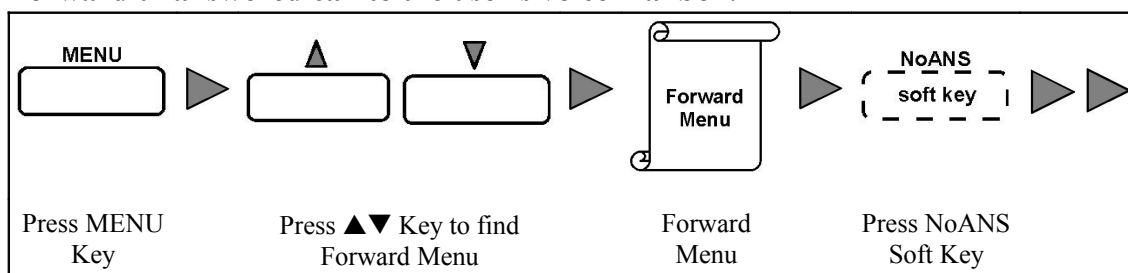 MENU
NoANS
soft key
Forward
Menu
Press MENU
Key
Press ▲▼ Key to find
Forward Menu
Forward
Menu
Press NoANS
Soft Key